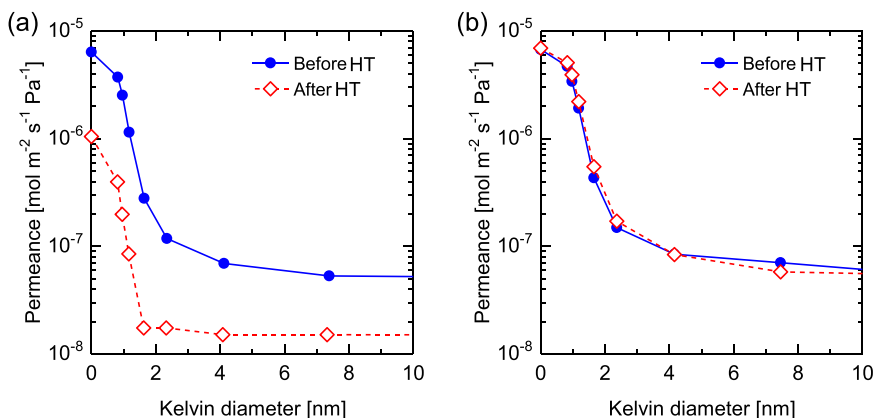 (a)
Permeance [mol m⁻² s⁻¹ Pa⁻¹]
10⁻⁵
10⁻⁶
10⁻⁷
10⁻⁸
Before HT
After HT
0 2 4 6 8 10
Kelvin diameter [nm]
(b)
Permeance [mol m⁻² s⁻¹ Pa⁻¹]
10⁻⁵
10⁻⁶
10⁻⁷
10⁻⁸
Before HT
After HT
0 2 4 6 8 10
Kelvin diameter [nm]